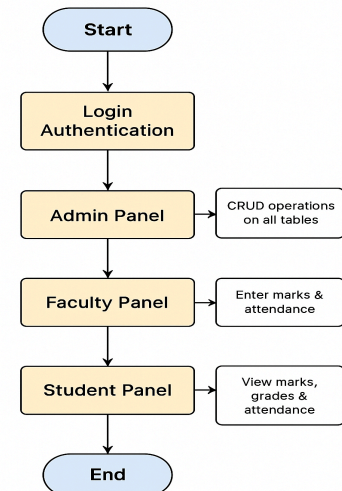 Start
Login
Authentication
Admin Panel
CRUD operations
on all tables
Faculty Panel
Enter marks &
attendance
Student Panel
View marks,
grades &
attendance
End